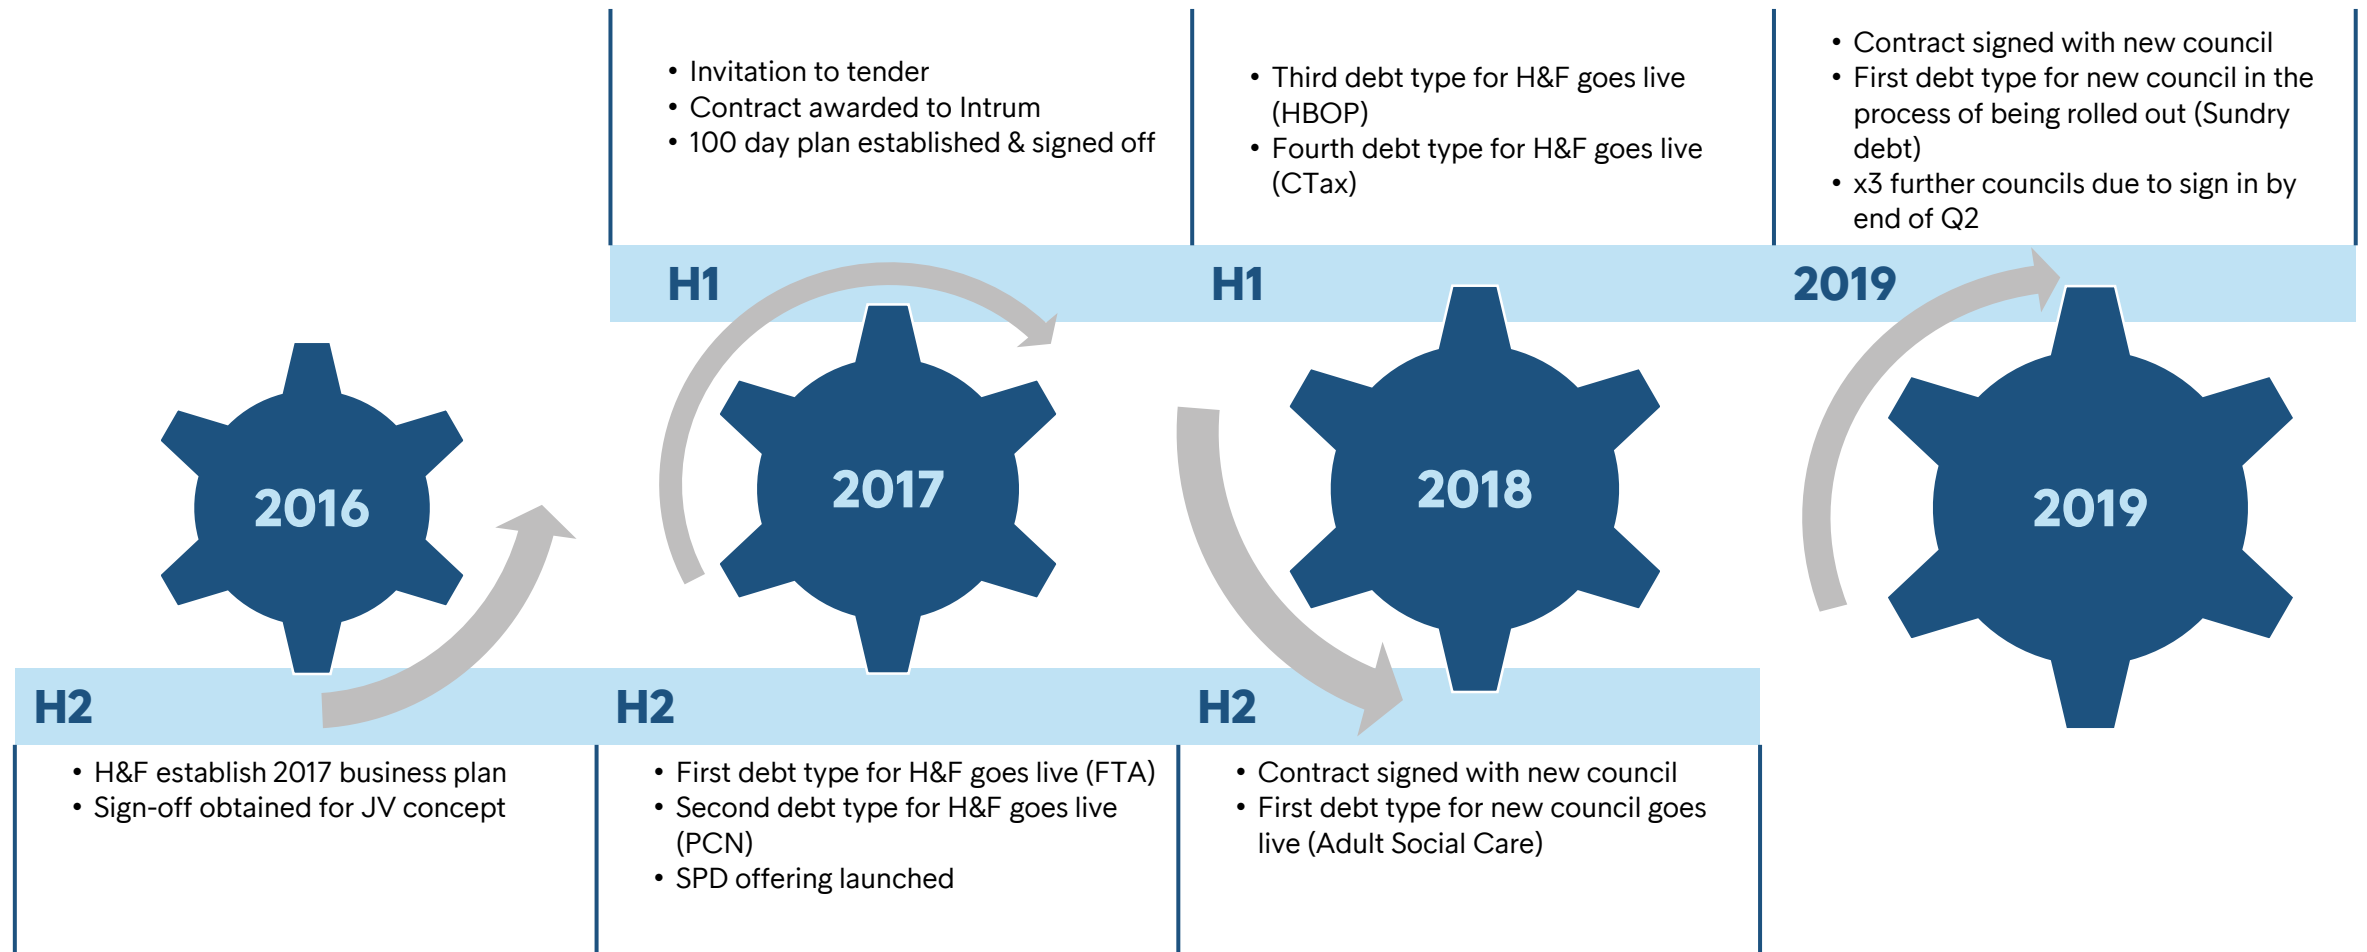 • Invitation to tender
• Contract awarded to Intrum
• 100 day plan established & signed off
• Third debt type for H&F goes live
(HBOP)
• Fourth debt type for H&F goes live
(CTax)
• Contract signed with new council
• First debt type for new council in the
process of being rolled out (Sundry
debt)
• x3 further councils due to sign in by
end of Q2
H1
H1
2019
2016
2017
2018
2019
H2
H2
H2
• H&F establish 2017 business plan
• Sign-off obtained for JV concept
• First debt type for H&F goes live (FTA)
• Second debt type for H&F goes live
(PCN)
• SPD offering launched
• Contract signed with new council
• First debt type for new council goes
live (Adult Social Care)